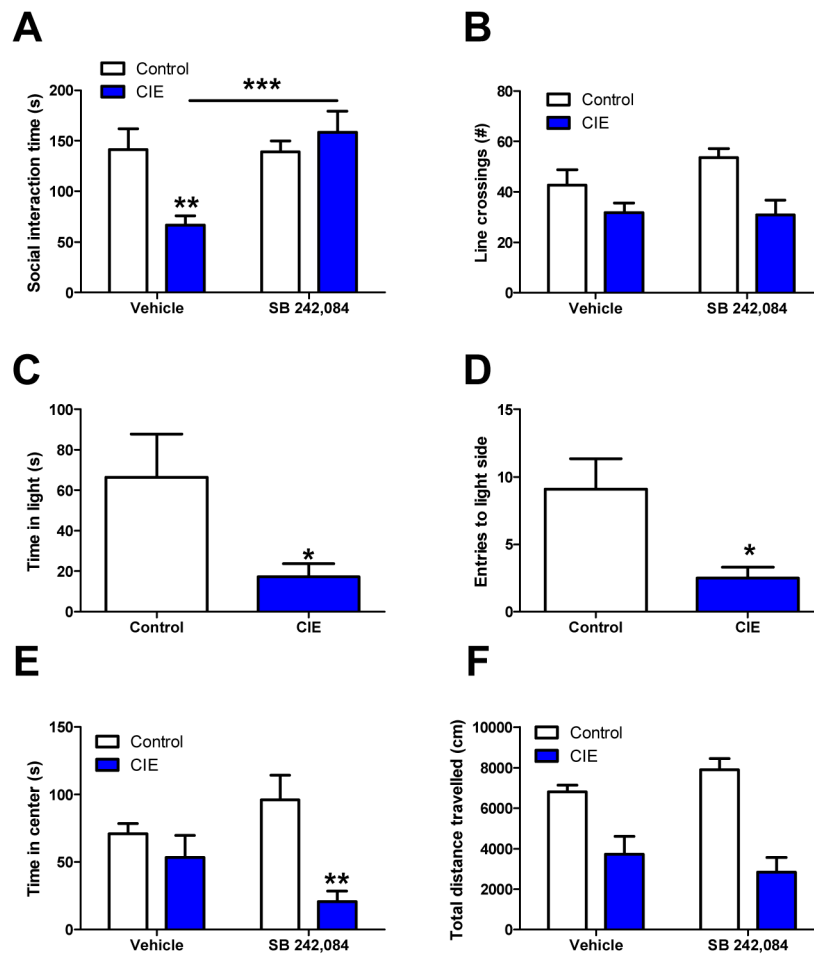 A
Control
CIE
***
**
Social interaction time (s)
200
150
100
50
0
Vehicle
SB 242,084
B
Control
CIE
Line crossings (#)
80
60
40
20
0
Vehicle
SB 242,084
C
Time in light (s)
100
80
60
40
20
0
*
Control
CIE
D
Entries to light side
15
10
5
0
*
Control
CIE
E
Control
CIE
Time in center (s)
150
100
50
0
**
Vehicle
SB 242,084
F
Control
CIE
Total distance travelled (cm)
10000
8000
6000
4000
2000
0
Vehicle
SB 242,084